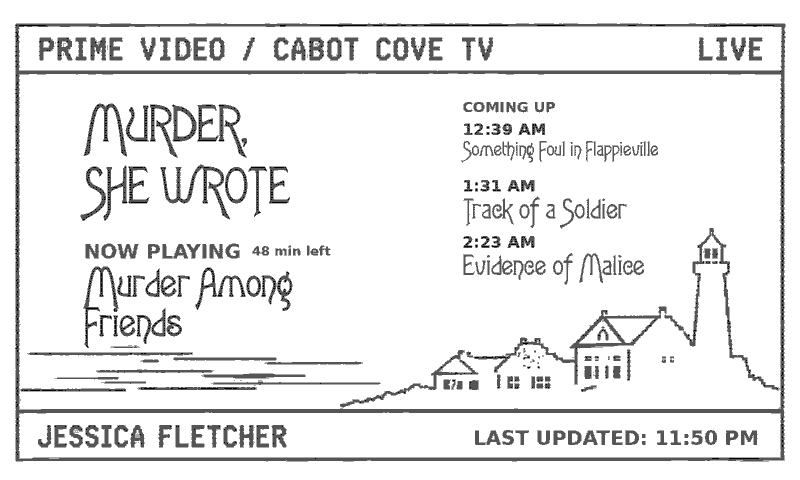 PRIME VIDEO / CABOT COVE TV
LIVE
MURDER,
SHE WROTE
NOW PLAYING 48 min left
Murder Among
Friends
COMING UP
12:39 AM
Something Foul in Flappieville
1:31 AM
Track of a Soldier
2:23 AM
Evidence of Malice
JESSICA FLETCHER
LAST UPDATED: 11:50 PM